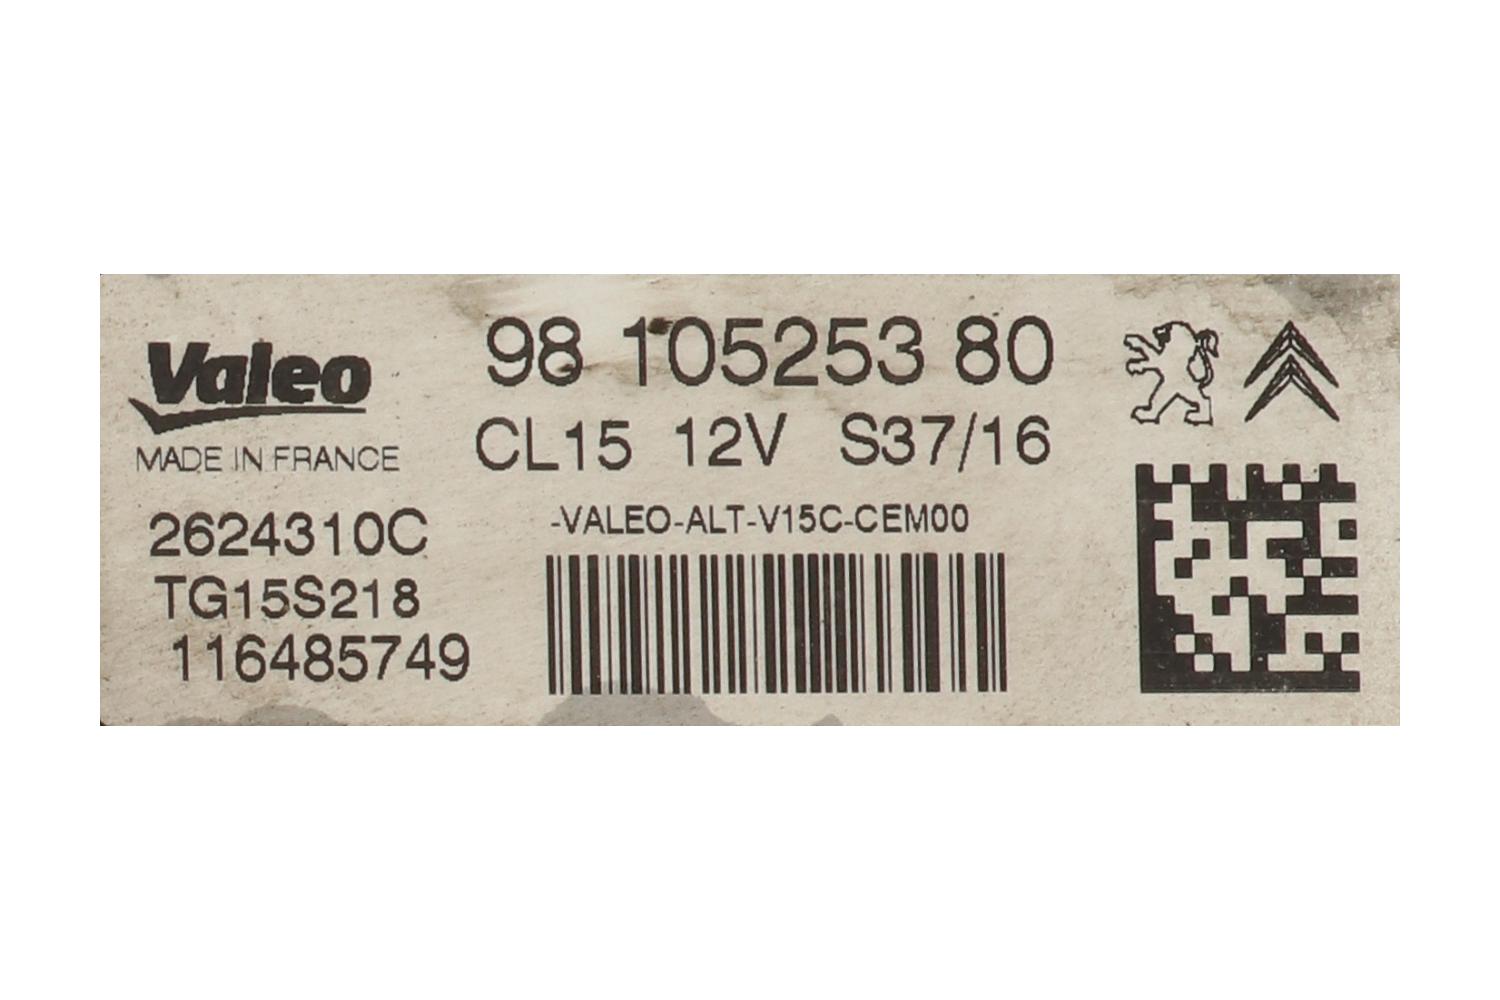 Valeo
MADE IN FRANCE
2624310C
TG15S218
116485749
98 105253 80
CL15 12V S37/16
-VALEO-ALT-V15C-CEM00